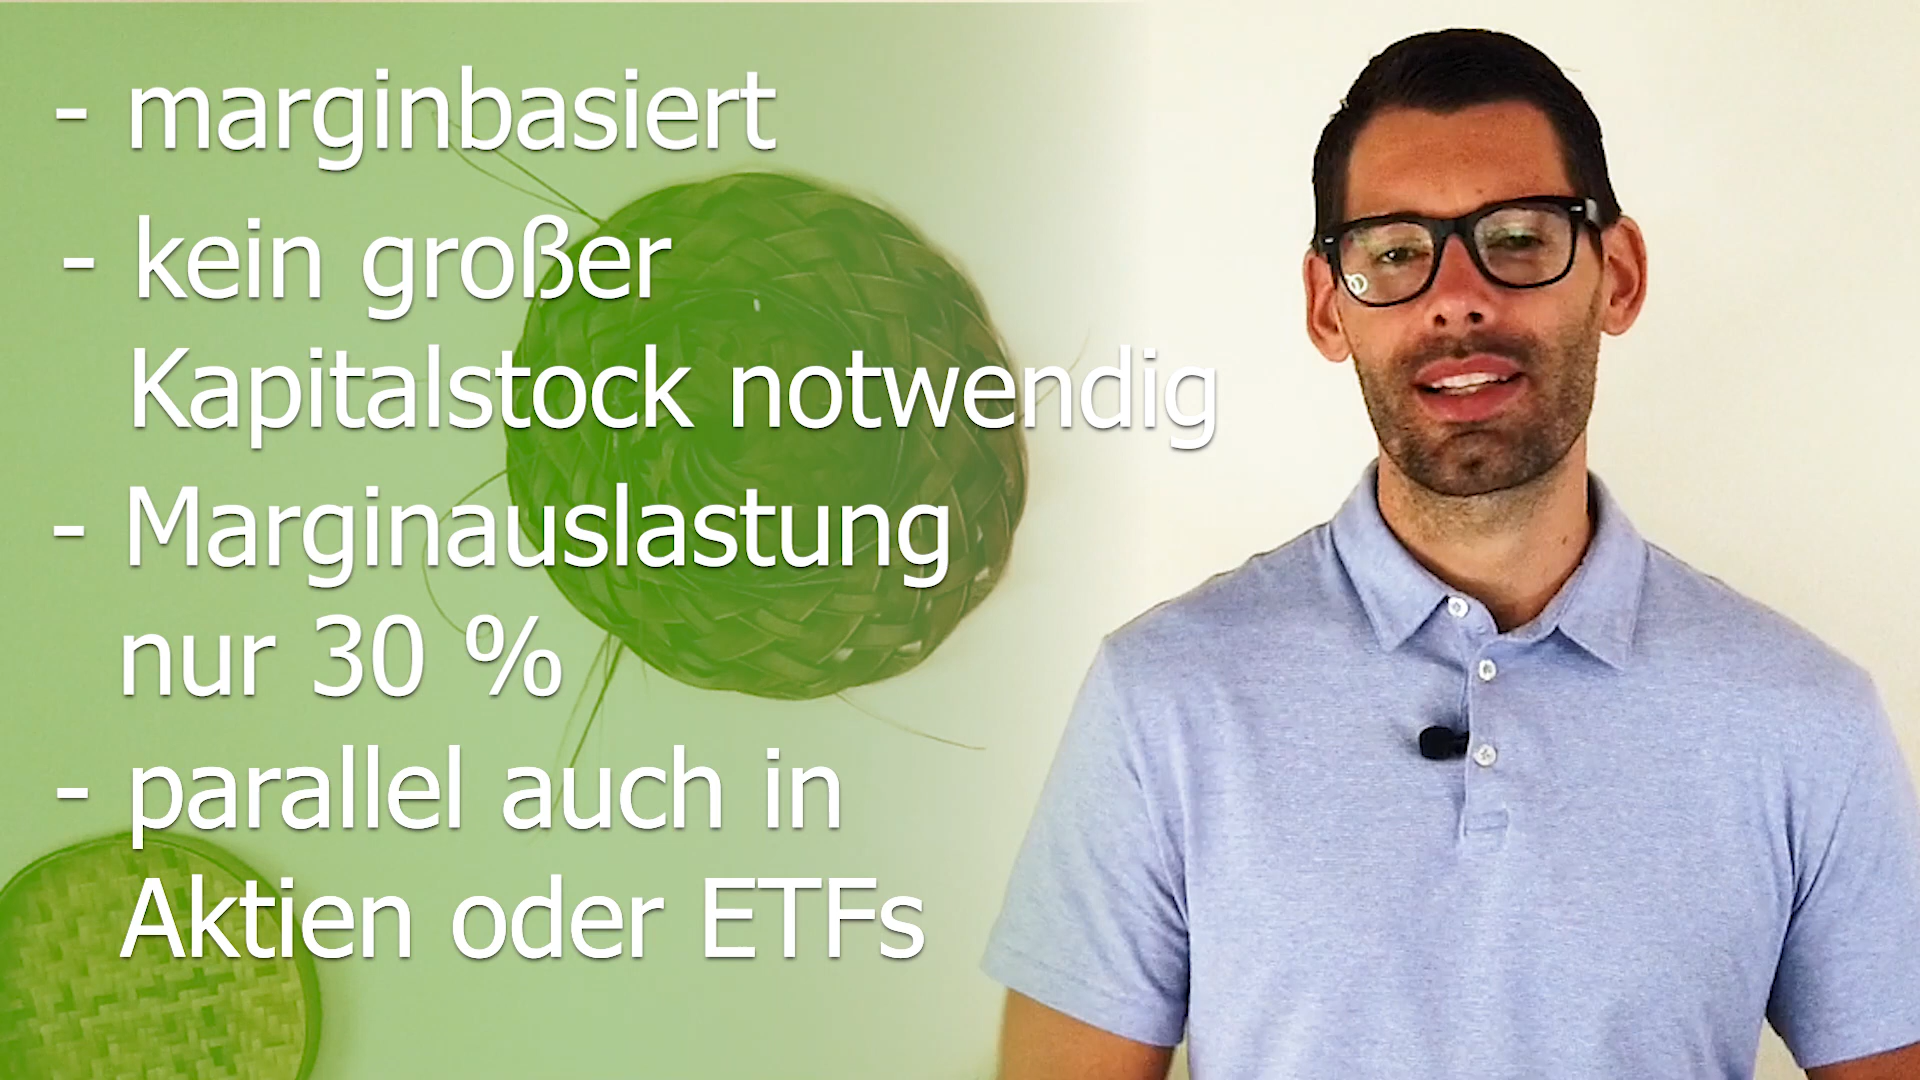 - marginbasiert
- kein großer
Kapitalstock notwendig
- Marginauslastung
nur 30 %
- parallel auch in
Aktien oder ETFs